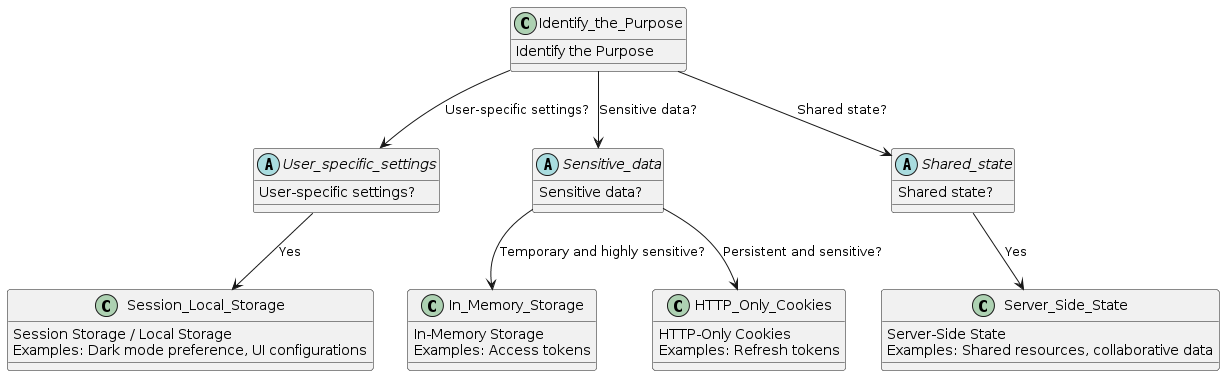 C Identify_the_Purpose
Identify the Purpose
User-specific settings?
Sensitive data?
Shared state?
A User_specific_settings
User-specific settings?
A Sensitive_data
Sensitive data?
A Shared_state
Shared state?
Yes
Temporary and highly sensitive?
Persistent and sensitive?
Yes
C Session_Local_Storage
Session Storage / Local Storage
Examples: Dark mode preference, UI configurations
C In_Memory_Storage
In-Memory Storage
Examples: Access tokens
C HTTP_Only_Cookies
HTTP-Only Cookies
Examples: Refresh tokens
C Server_Side_State
Server-Side State
Examples: Shared resources, collaborative data